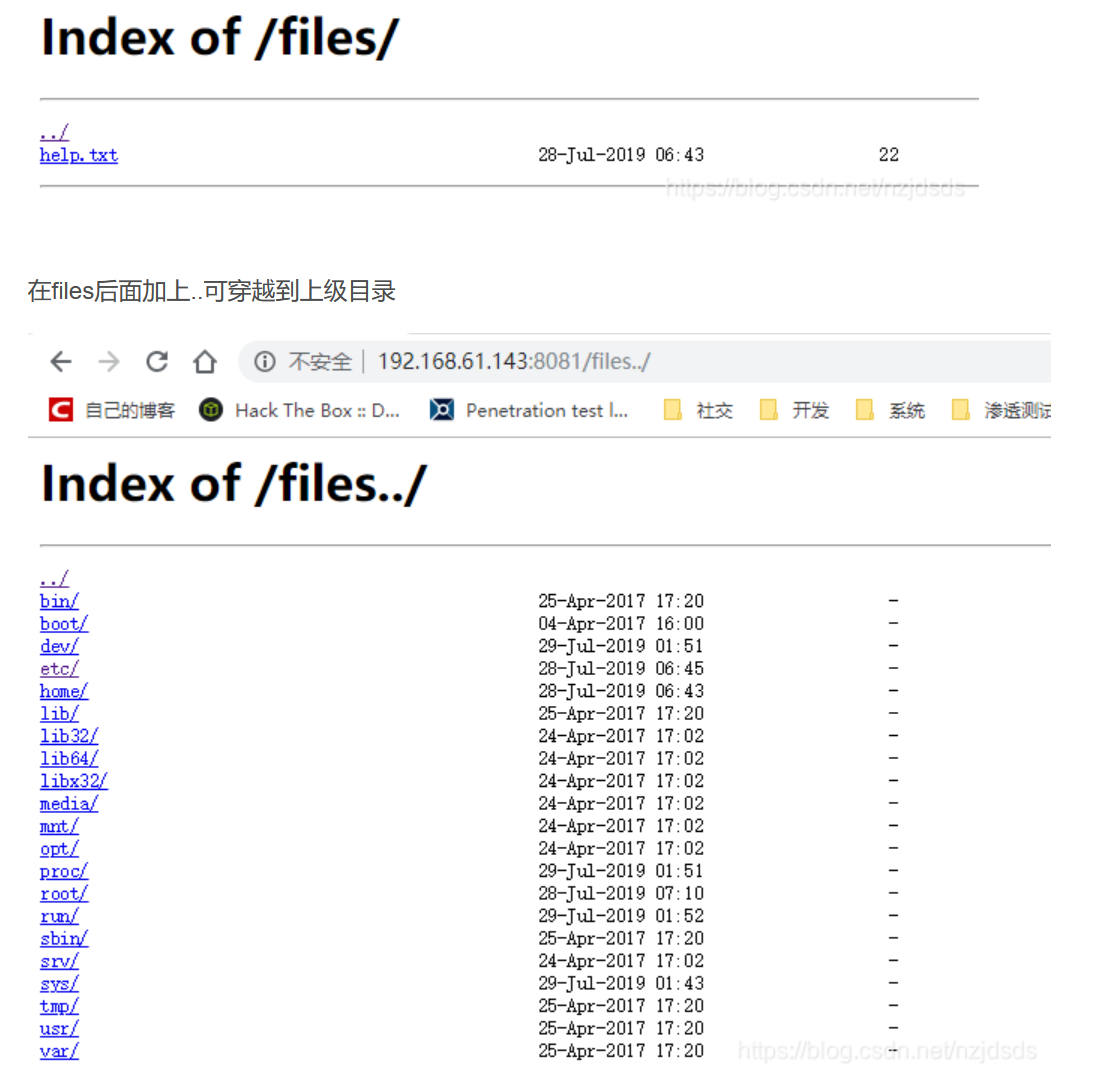 Index of /files/
../
help.txt 28-Jul-2019 06:43 22
https://blog.csdn.net/nzjdsds
在files后面加上..可穿越到上级目录
不安全 | 192.168.61.143:8081/files../
自己的博客 Hack The Box :: D... Penetration test l... 社交 开发 系统 渗透测试
Index of /files../
../
bin/ 25-Apr-2017 17:20 -
boot/ 04-Apr-2017 16:00 -
dev/ 29-Jul-2019 01:51 -
etc/ 28-Jul-2019 06:45 -
home/ 28-Jul-2019 06:43 -
lib/ 25-Apr-2017 17:20 -
lib32/ 24-Apr-2017 17:02 -
lib64/ 24-Apr-2017 17:02 -
libx32/ 24-Apr-2017 17:02 -
media/ 24-Apr-2017 17:02 -
mnt/ 24-Apr-2017 17:02 -
opt/ 24-Apr-2017 17:02 -
proc/ 29-Jul-2019 01:51 -
root/ 28-Jul-2019 07:10 -
run/ 29-Jul-2019 01:52 -
sbin/ 25-Apr-2017 17:20 -
srv/ 24-Apr-2017 17:02 -
sys/ 29-Jul-2019 01:43 -
tmp/ 25-Apr-2017 17:20 -
usr/ 25-Apr-2017 17:20 -
var/ 25-Apr-2017 17:20 -
https://blog.csdn.net/nzjdsds